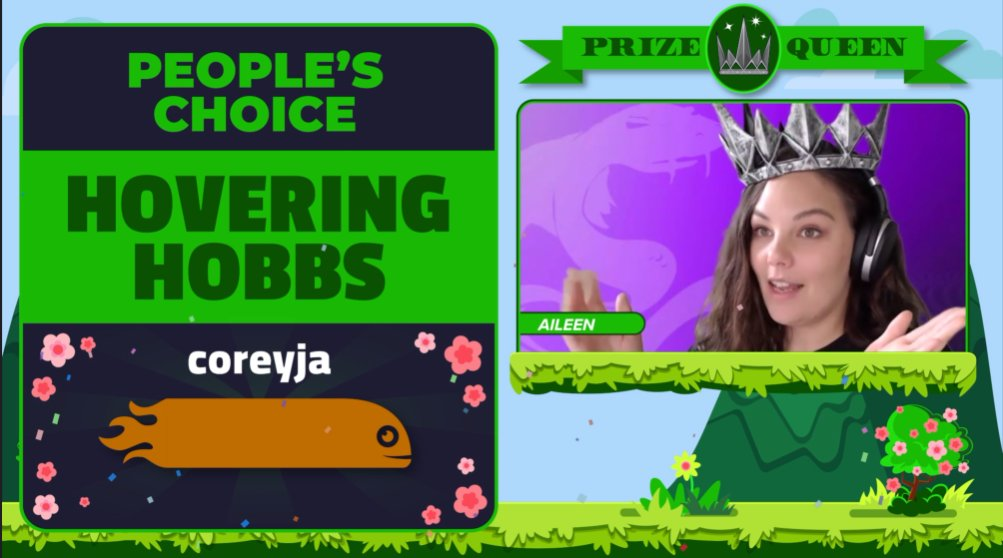 PEOPLE'S
CHOICE
HOVERING
HOBBS
coreyja
PRIZE QUEEN
AILEEN